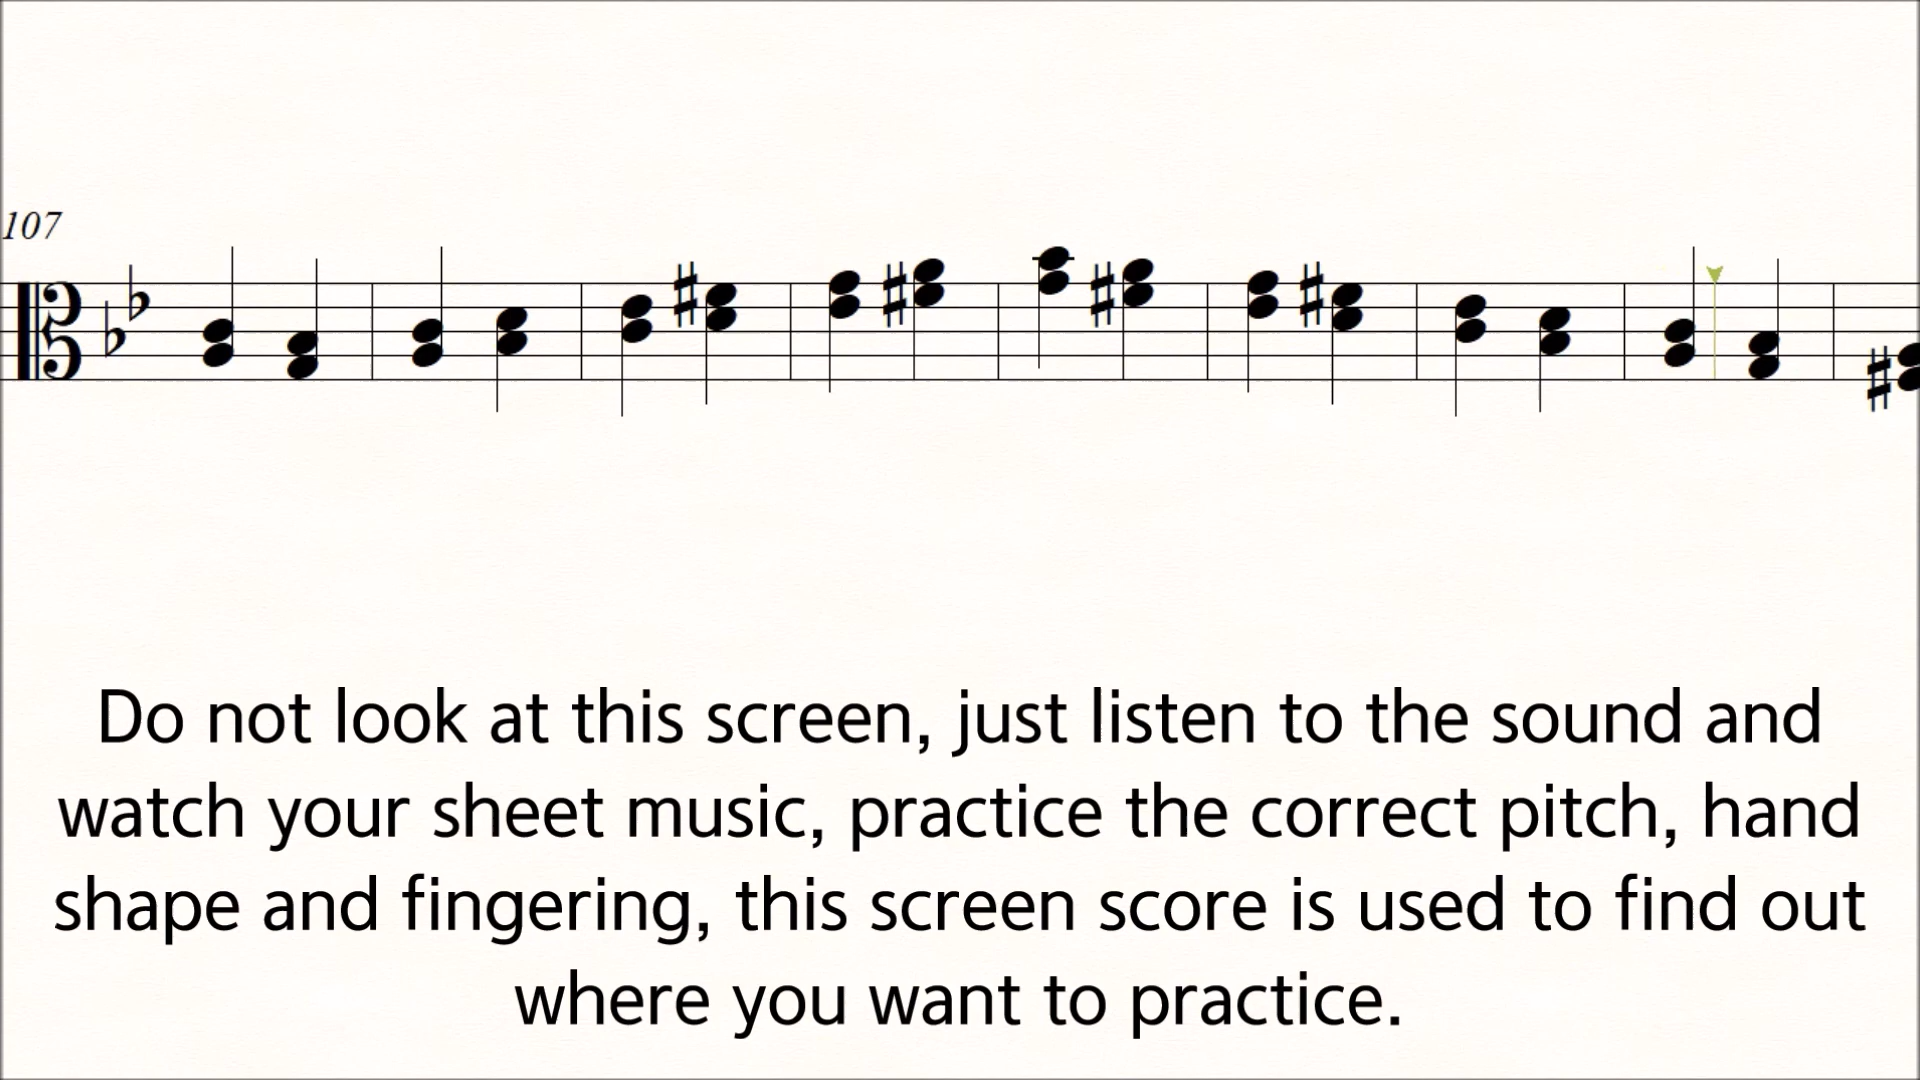 107
Do not look at this screen, just listen to the sound and
watch your sheet music, practice the correct pitch, hand
shape and fingering, this screen score is used to find out
where you want to practice.